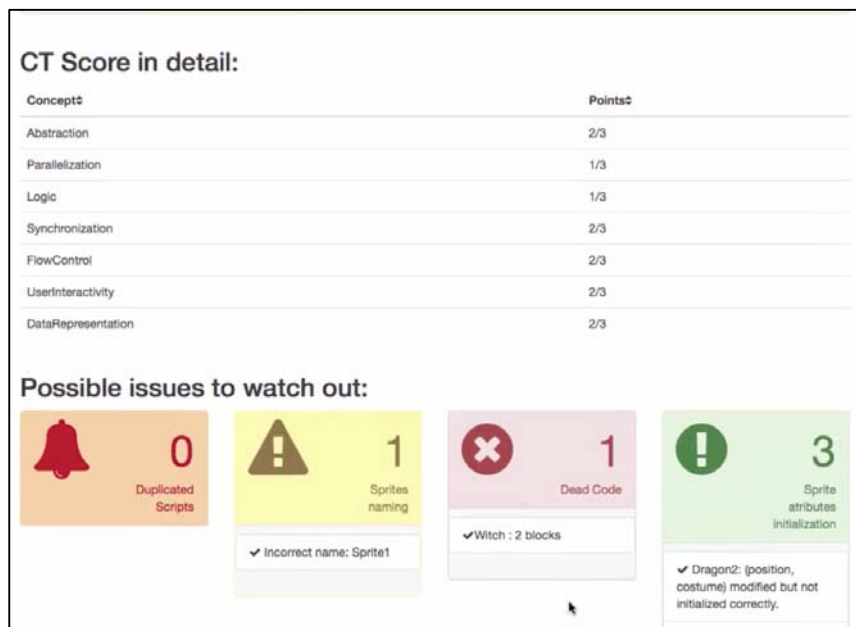 CT Score in detail:
Concept Points
Abstraction 2/3
Parallelization 1/3
Logic 1/3
Synchronization 2/3
FlowControl 2/3
UserInteractivity 2/3
DataRepresentation 2/3
Possible issues to watch out:
0
Duplicated
Scripts
1
Sprites
naming
✔ Incorrect name: Sprite1
1
Dead Code
✔Witch : 2 blocks
3
Sprite
atributes
initialization
✔ Dragon2: (position,
costume) modified but not
initialized correctly.